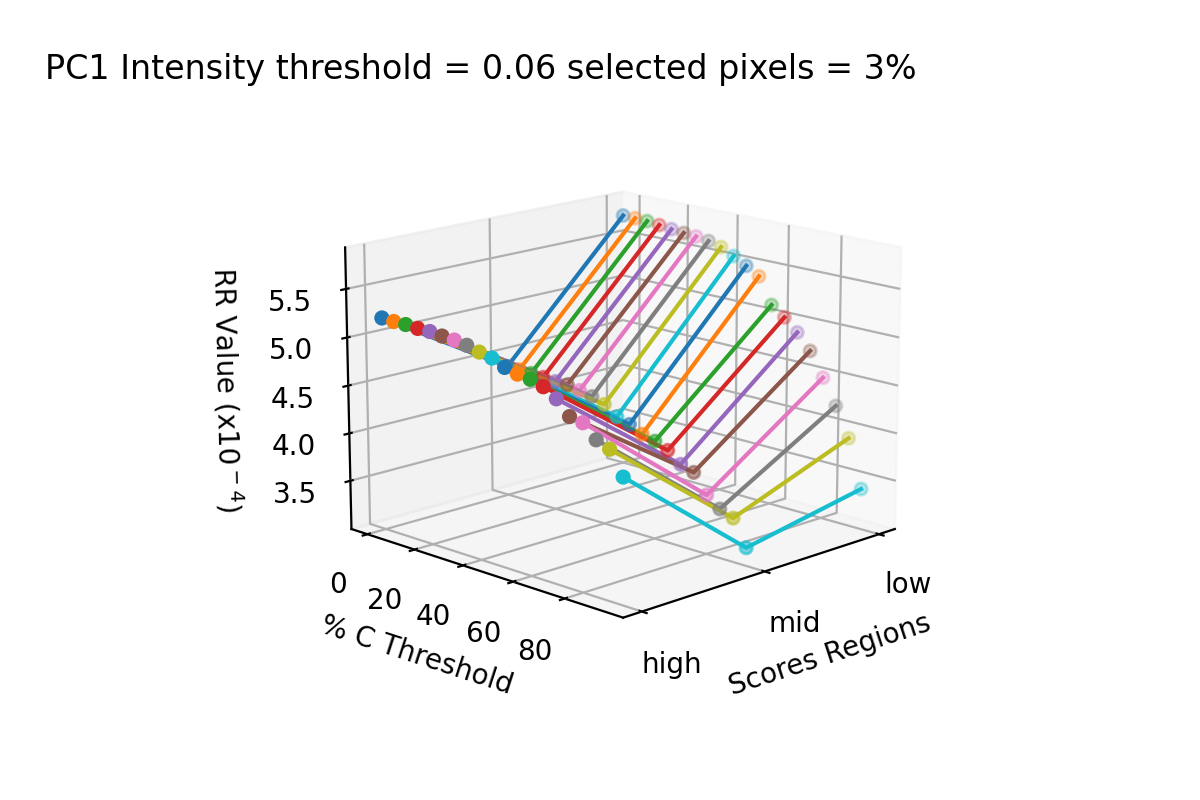 PC1 Intensity threshold = 0.06 selected pixels = 3%
RR Value (x10⁻⁴)
5.5
5.0
4.5
4.0
3.5
0
20
40
60
80
% C Threshold
low
mid
high
Scores Regions